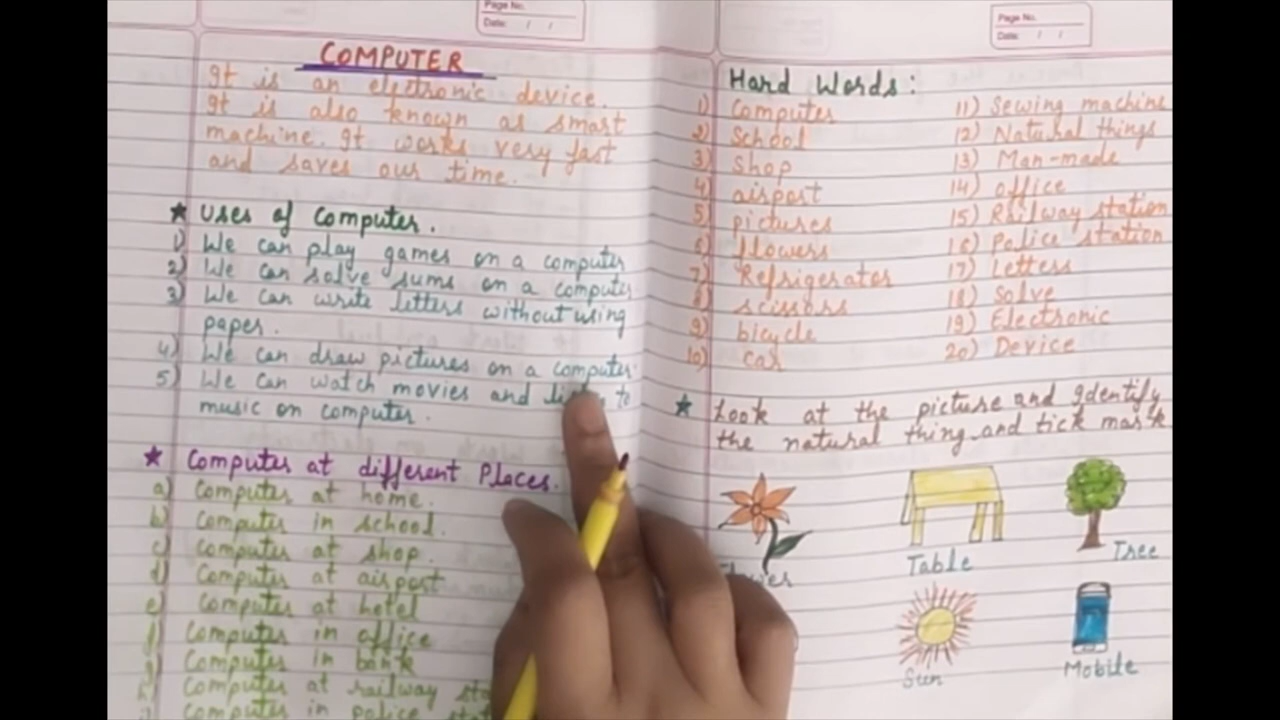 Page No.
Date: / /
COMPUTER
It is an electronic device.
It is also known as smart
machine. It works very fast
and saves our time.
★ Uses of Computer.
1) We can play games on a computer
2) We can solve sums on a computer
3) We can write letters without using
paper.
4) We can draw pictures on a computer
5) We can watch movies and listen to
music on computer.
★ Computer at different Places.
a) Computer at home.
b) Computer in school.
c) Computer at shop.
d) Computer at airport
e) Computer at hotel
f) Computer in office
g) Computer in bank
Computer at railway
Computer in police
Page No.
Date: / /
Hard Words:
1) Computer
2) School
3) Shop
4) airport
5) pictures
6) flowers
7) Refrigerator
8) scissors
9) bicycle
10) Car
11) Sewing machine
12) Natural things
13) Man-made
14) office
15) Railway station
16) Police station
17) Letters
18) Solve
19) Electronic
20) Device
★ Look at the picture and Identify
the natural thing and tick mark
Table
Tree
Sun
Mobile